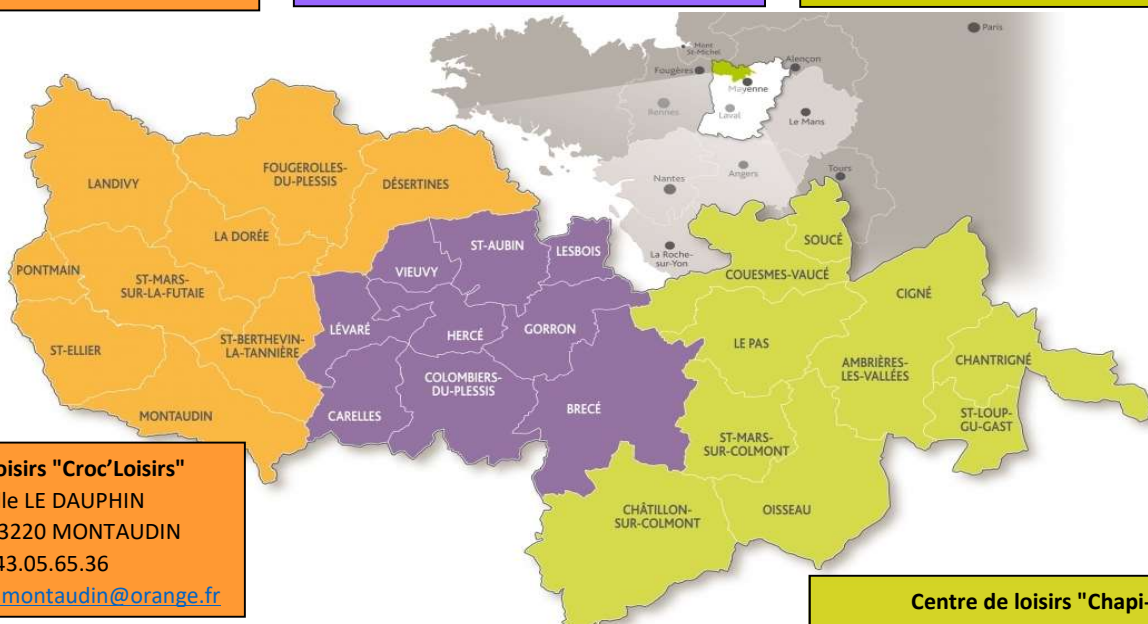 Paris
Mont
St-Michel
Fougères
Alençon
Mayenne
Rennes
Laval
Le Mans
Nantes
Angers
Tours
La Roche-
sur-Yon
LANDIVY
FOUGEROLLES-
DU-PLESSIS
DÉSERTINES
LA DORÉE
PONTMAIN
ST-MARS-
SUR-LA-FUTAIE
ST-ELLIER
ST-BERTHEVIN-
LA-TANNIÈRE
MONTAUDIN
ST-AUBIN
LESBOIS
VIEUVY
LÉVARÉ
HERCÉ
GORRON
COLOMBIERS-
DU-PLESSIS
CARELLES
BRECÉ
SOUCÉ
COUESMES-VAUCÉ
CIGNÉ
LE PAS
AMBRIÈRES-
LES-VALLÉES
CHANTRIGNÉ
ST-LOUP-
GU-GAST
ST-MARS-
SUR-COLMONT
CHÂTILLON-
SUR-COLMONT
OISSEAU
oisirs "Croc’Loisirs"
le LE DAUPHIN
3220 MONTAUDIN
43.05.65.36
montaudin@orange.fr
Centre de loisirs "Chapi-